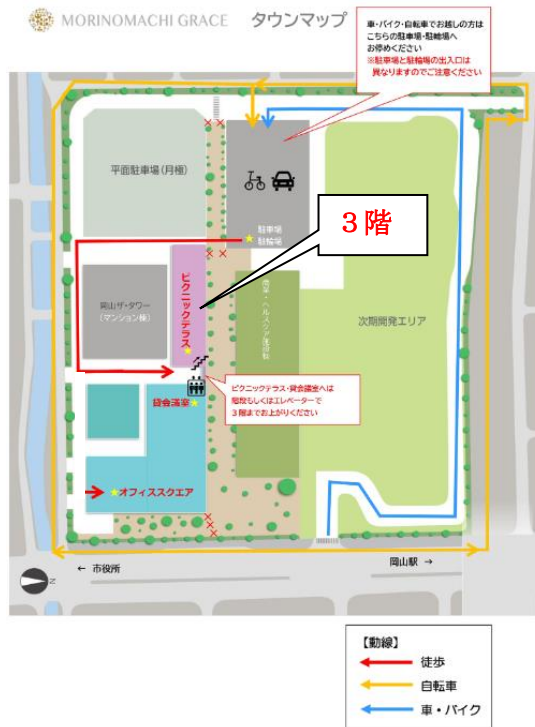 MORINOMACHI GRACE タウンマップ
車・バイク・自転車でお越しの方は
こちらの駐車場・駐輪場へ
お停めください
※駐車場と駐輪場の出入口は
異なりますのでご注意ください
平面駐車場(月極)
3階
駐車場
駐輪場
ピクニックテラス
岡山ザ・タワー
(マンション棟)
次期開発エリア
ピクニックテラス・貸会議室へは
階段もしくはエレベーターで
3階までお上がりください
貸会議室
オフィススクエア
← 市役所
岡山駅 →
N
【動線】
徒歩
自転車
車・バイク